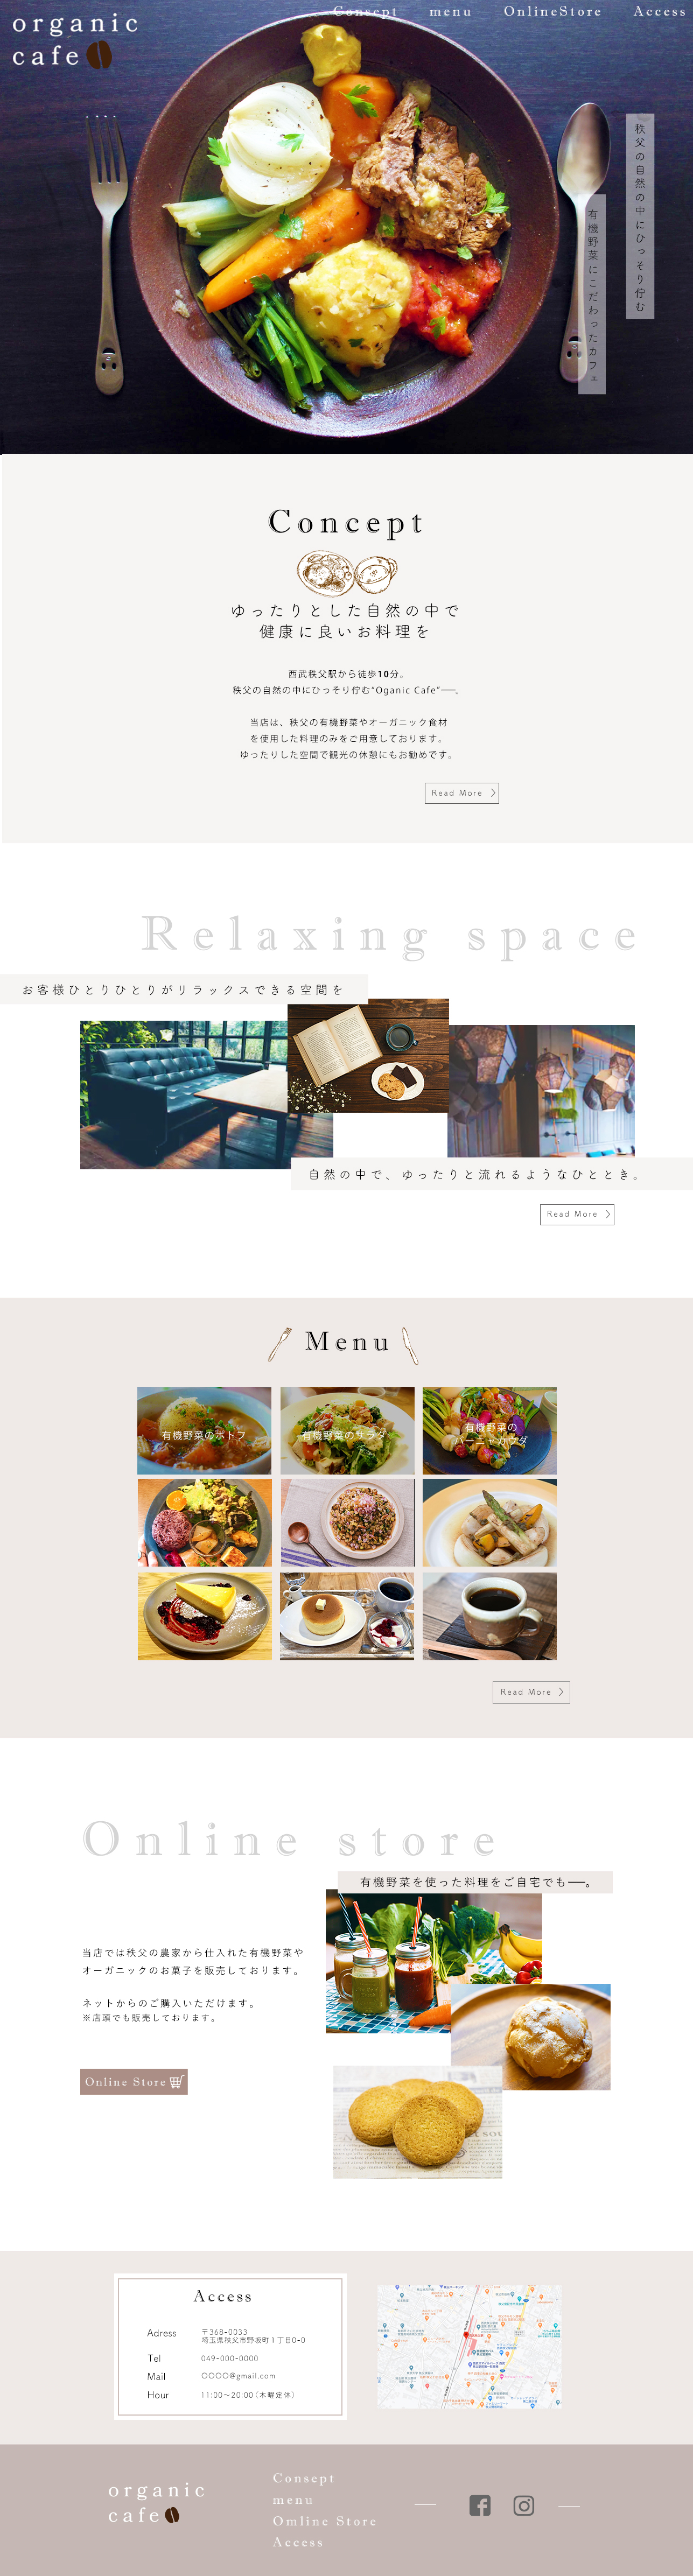 organic
cafe
Consept
menu
OnlineStore
Access
秩父の自然の中にひっそり佇む
有機野菜にこだわったカフェ
Concept
ゆったりとした自然の中で
健康に良いお料理を
西武秩父駅から徒歩10分。
秩父の自然の中にひっそり佇む“Oganic Cafe”──。
当店は、秩父の有機野菜やオーガニック食材
を使用した料理のみをご用意しております。
ゆったりした空間で観光の休憩にもお勧めです。
Read More
Relaxing space
お客様ひとりひとりがリラックスできる空間を
自然の中で、ゆったりと流れるようなひととき。
Read More
Menu
有機野菜のポトフ
有機野菜のサラダ
有機野菜の
バーニャカウダ
Read More
Online store
有機野菜を使った料理をご自宅でも──。
当店では秩父の農家から仕入れた有機野菜や
オーガニックのお菓子を販売しております。
ネットからのご購入いただけます。
※店頭でも販売しております。
Online Store
Access
Adress
〒368-0033
埼玉県秩父市野坂町１丁目0-0
Tel
049-000-0000
Mail
〇〇〇〇@gmail.com
Hour
11:00〜20:00（木曜定休）
organic
cafe
Consept
menu
Omline Store
Access